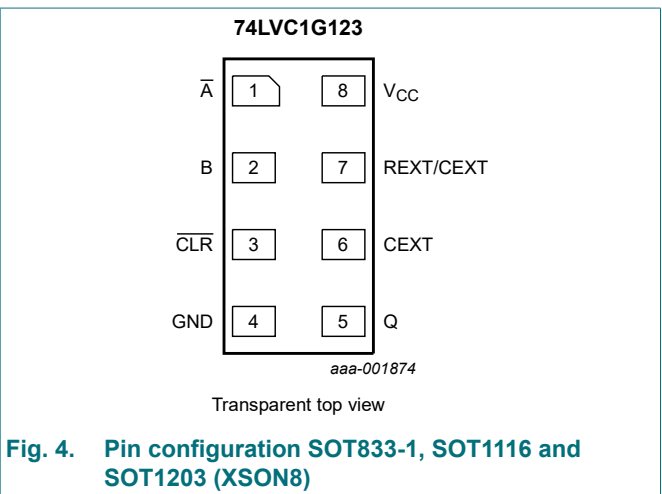 74LVC1G123
A̅ 1 8 VCC
B 2 7 REXT/CEXT
C̅L̅R̅ 3 6 CEXT
GND 4 5 Q
aaa-001874
Transparent top view
Fig. 4. Pin configuration SOT833-1, SOT1116 and
SOT1203 (XSON8)